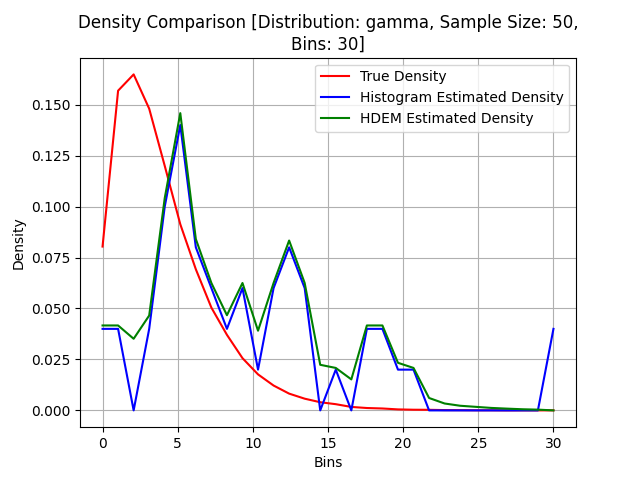 Density Comparison [Distribution: gamma, Sample Size: 50,
Bins: 30]
True Density
Histogram Estimated Density
HDEM Estimated Density
Density
0.150
0.125
0.100
0.075
0.050
0.025
0.000
0 5 10 15 20 25 30
Bins